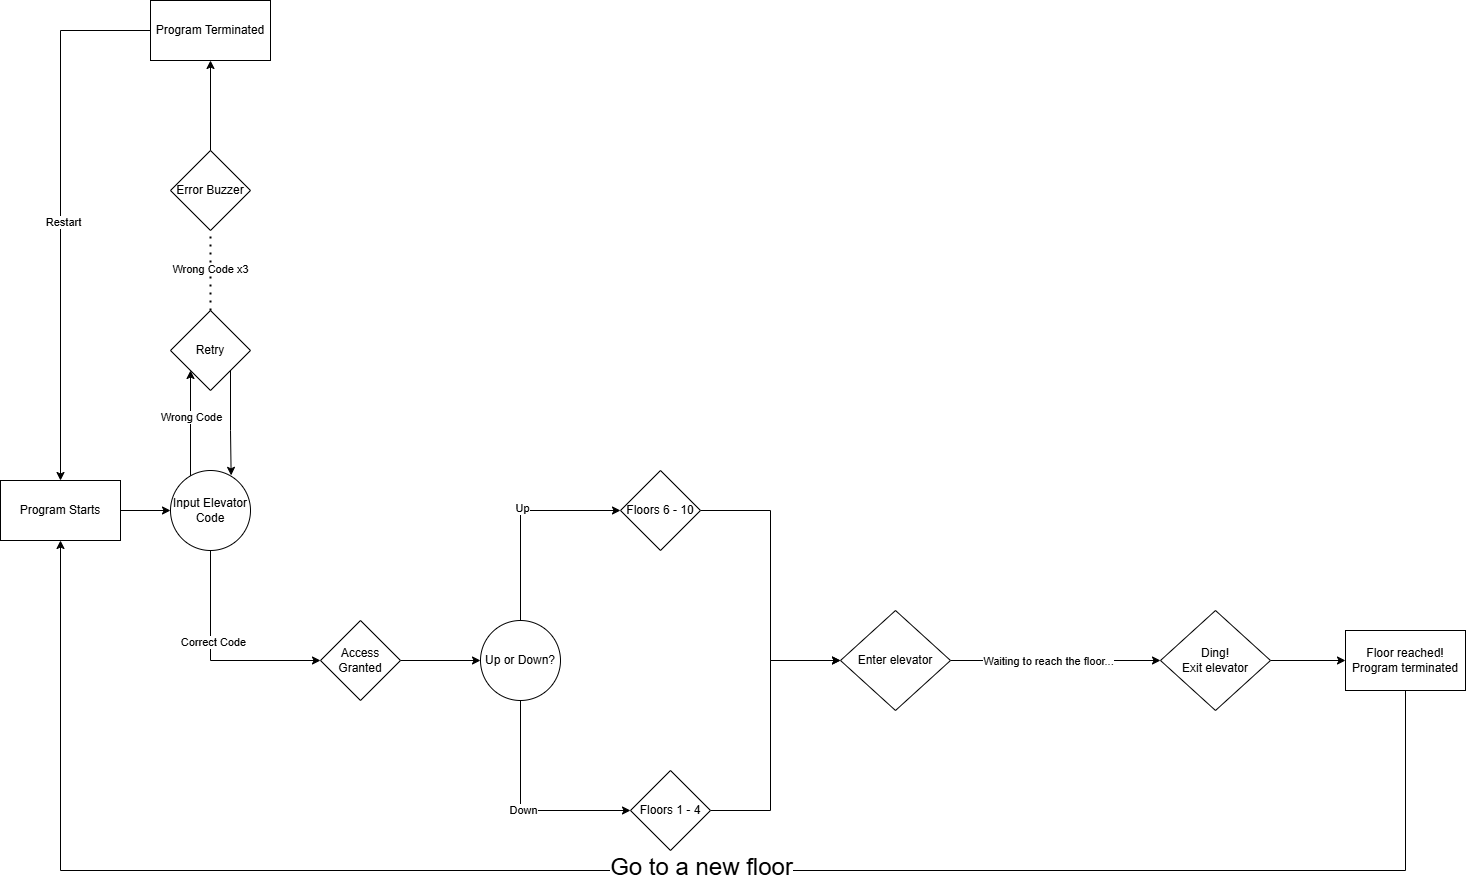 Program Terminated
Error Buzzer
Restart
Wrong Code x3
Retry
Wrong Code
Program Starts
Input Elevator
Code
Up
Floors 6 - 10
Correct Code
Access
Granted
Up or Down?
Enter elevator
Waiting to reach the floor...
Ding!
Exit elevator
Floor reached!
Program terminated
Down
Floors 1 - 4
Go to a new floor